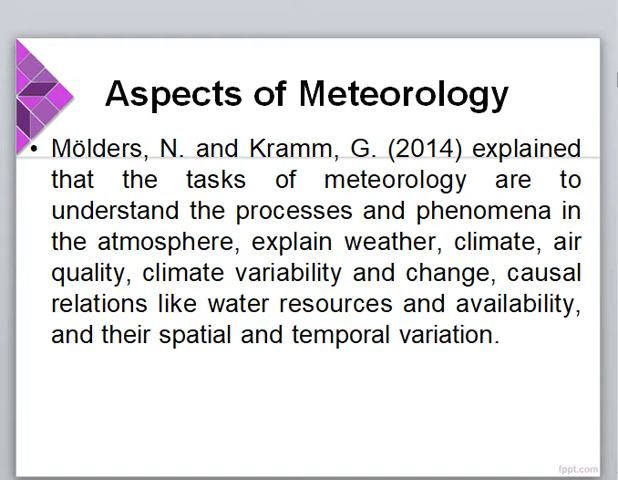 Aspects of Meteorology
• Mölders, N. and Kramm, G. (2014) explained
that the tasks of meteorology are to
understand the processes and phenomena in
the atmosphere, explain weather, climate, air
quality, climate variability and change, causal
relations like water resources and availability,
and their spatial and temporal variation.
fppt.com